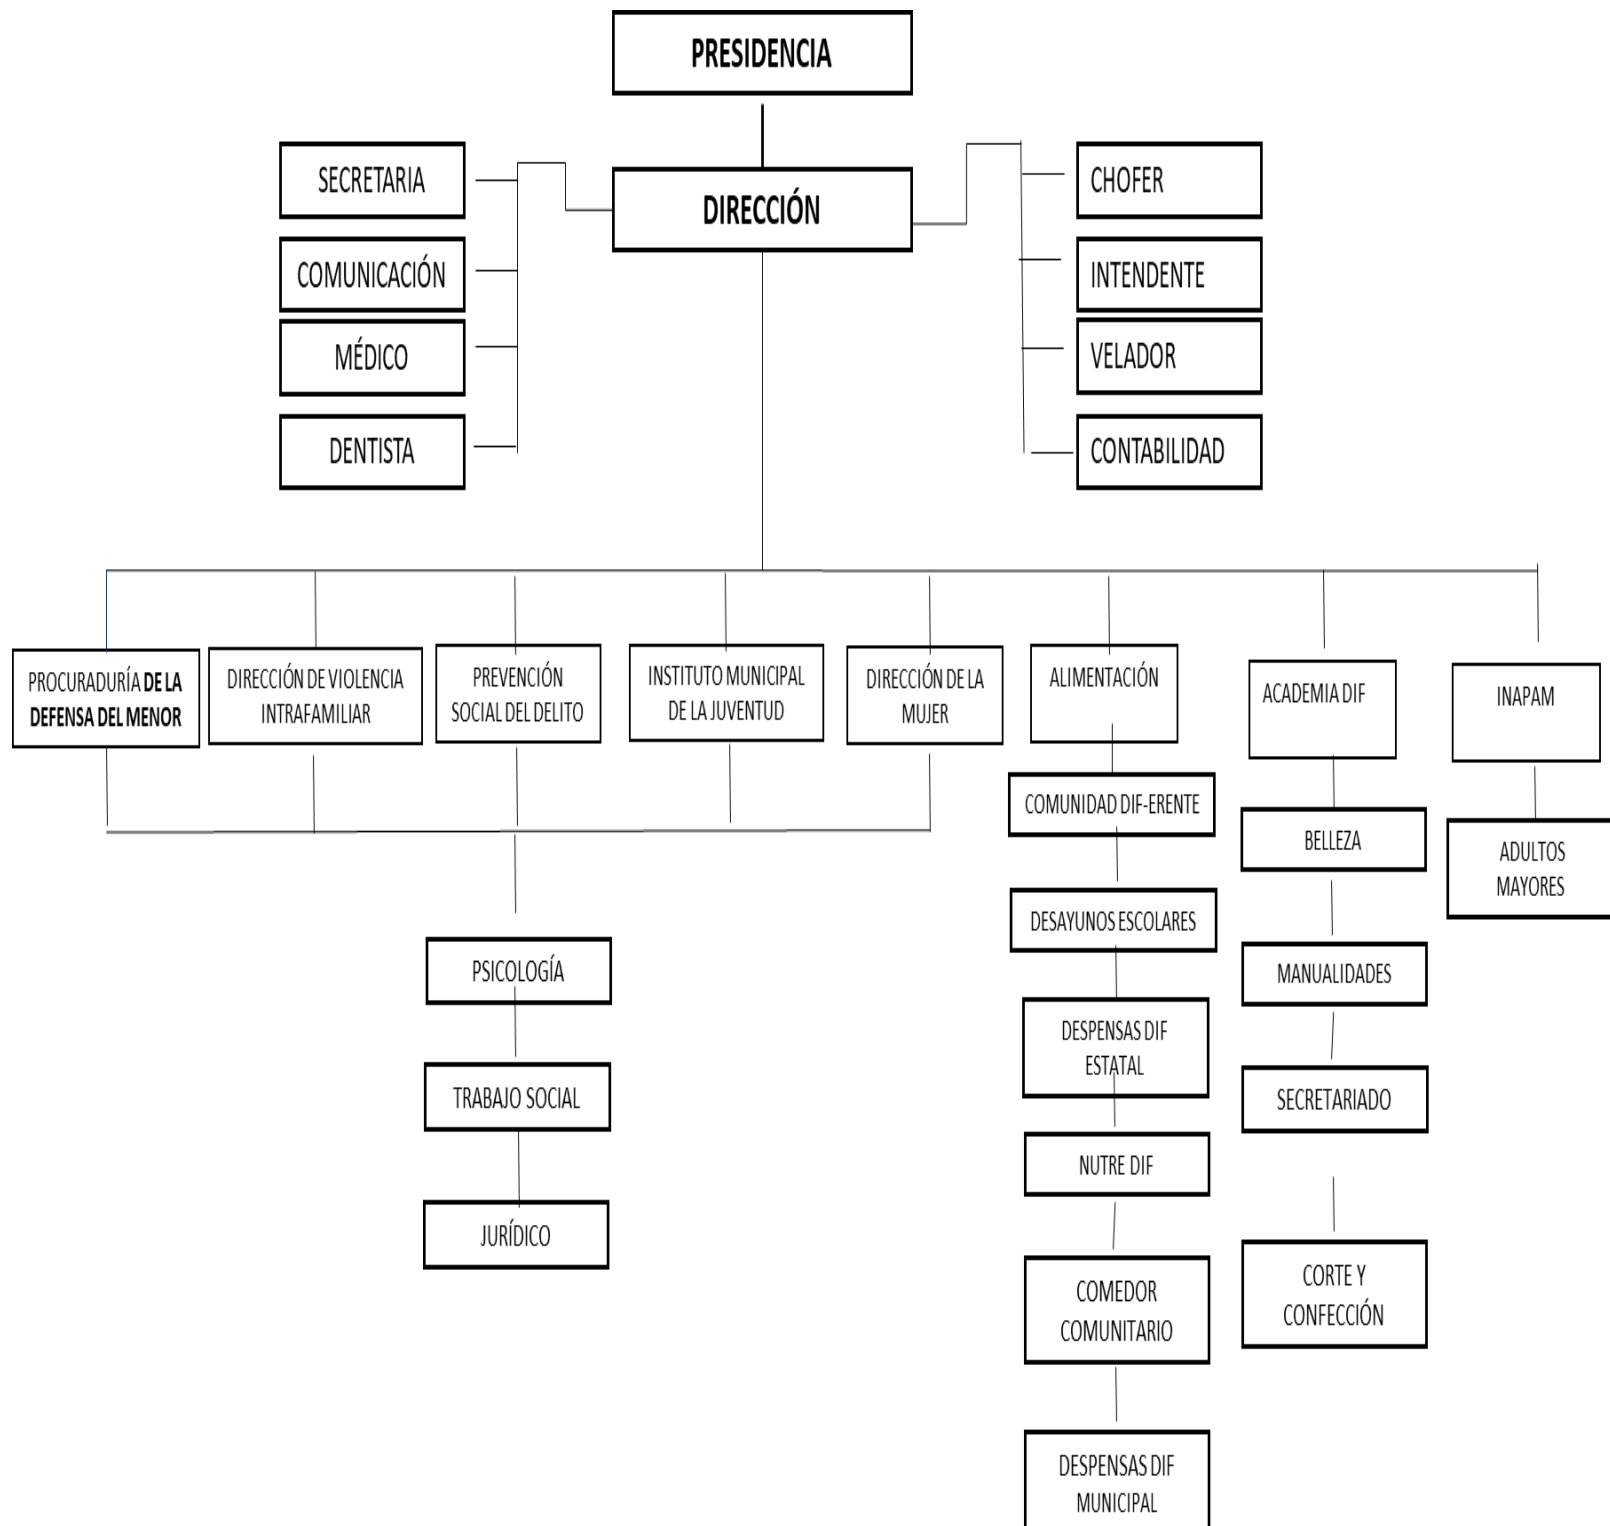 PRESIDENCIA
DIRECCIÓN
SECRETARIA
COMUNICACIÓN
MÉDICO
DENTISTA
CHOFER
INTENDENTE
VELADOR
CONTABILIDAD
PROCURADURÍA DE LA
DEFENSA DEL MENOR
DIRECCIÓN DE VIOLENCIA
INTRAFAMILIAR
PREVENCIÓN
SOCIAL DEL DELITO
INSTITUTO MUNICIPAL
DE LA JUVENTUD
DIRECCIÓN DE LA
MUJER
ALIMENTACIÓN
ACADEMIA DIF
INAPAM
PSICOLOGÍA
TRABAJO SOCIAL
JURÍDICO
COMUNIDAD DIF-ERENTE
DESAYUNOS ESCOLARES
DESPENSAS DIF
ESTATAL
NUTRE DIF
COMEDOR
COMUNITARIO
DESPENSAS DIF
MUNICIPAL
BELLEZA
MANUALIDADES
SECRETARIADO
CORTE Y
CONFECCIÓN
ADULTOS
MAYORES